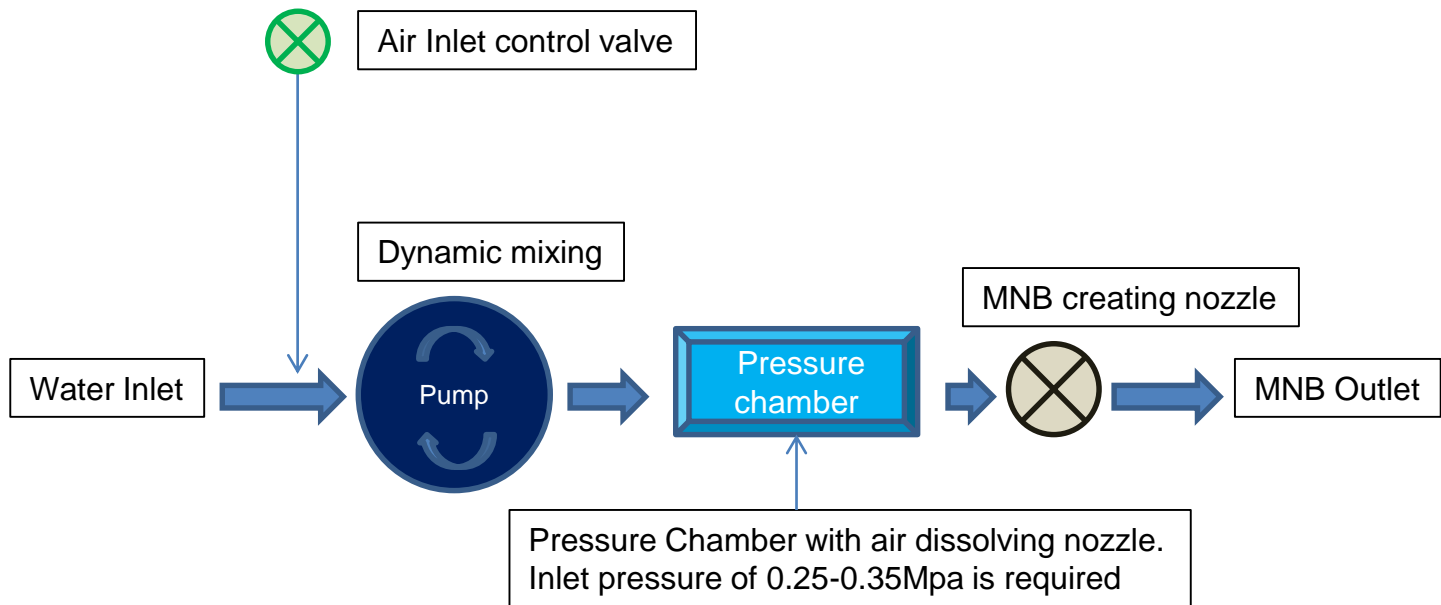 Air Inlet control valve
Dynamic mixing
MNB creating nozzle
Water Inlet
Pump
Pressure
chamber
MNB Outlet
Pressure Chamber with air dissolving nozzle.
Inlet pressure of 0.25-0.35Mpa is required